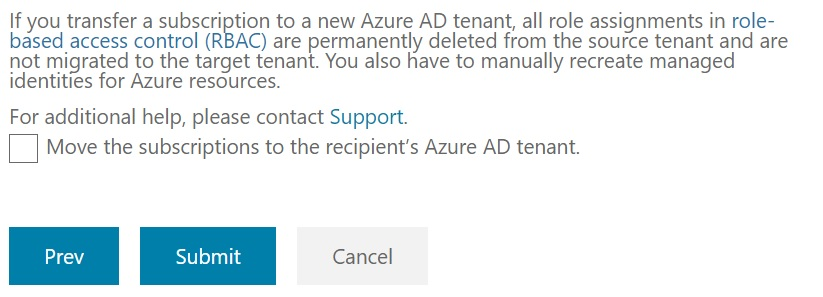 If you transfer a subscription to a new Azure AD tenant, all role assignments in role-
based access control (RBAC) are permanently deleted from the source tenant and are
not migrated to the target tenant. You also have to manually recreate managed
identities for Azure resources.
For additional help, please contact Support.
Move the subscriptions to the recipient's Azure AD tenant.
Prev Submit Cancel